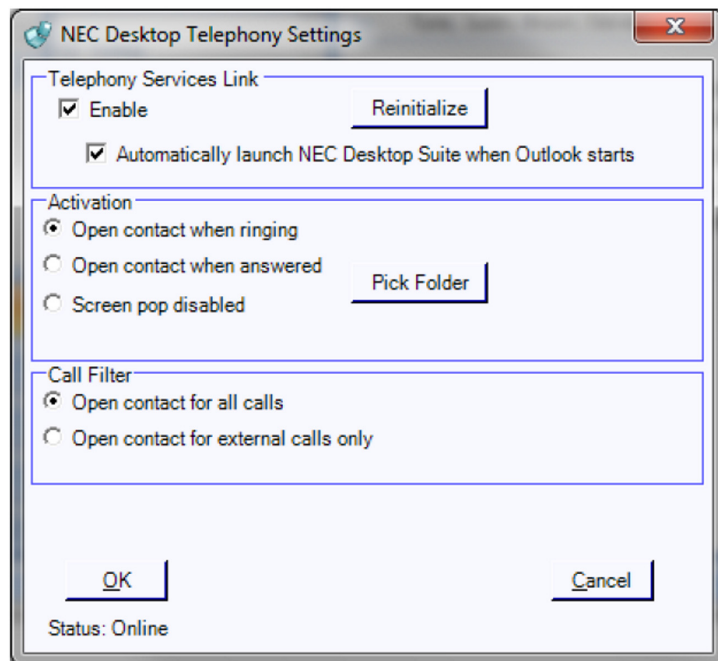 NEC Desktop Telephony Settings
Telephony Services Link
Enable
Reinitialize
Automatically launch NEC Desktop Suite when Outlook starts
Activation
Open contact when ringing
Open contact when answered
Pick Folder
Screen pop disabled
Call Filter
Open contact for all calls
Open contact for external calls only
OK
Cancel
Status: Online